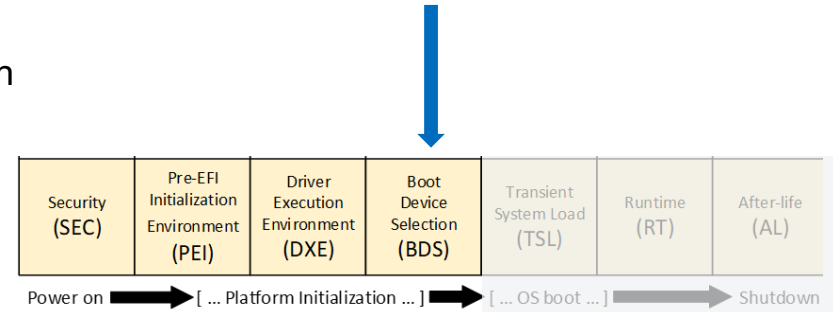 n
Security
(SEC)
Pre-EFI
Initialization
Environment
(PEI)
Driver
Execution
Environment
(DXE)
Boot
Device
Selection
(BDS)
Transient
System Load
(TSL)
Runtime
(RT)
After-life
(AL)
Power on [ ... Platform Initialization ... ] [ ... OS boot ... ] Shutdown